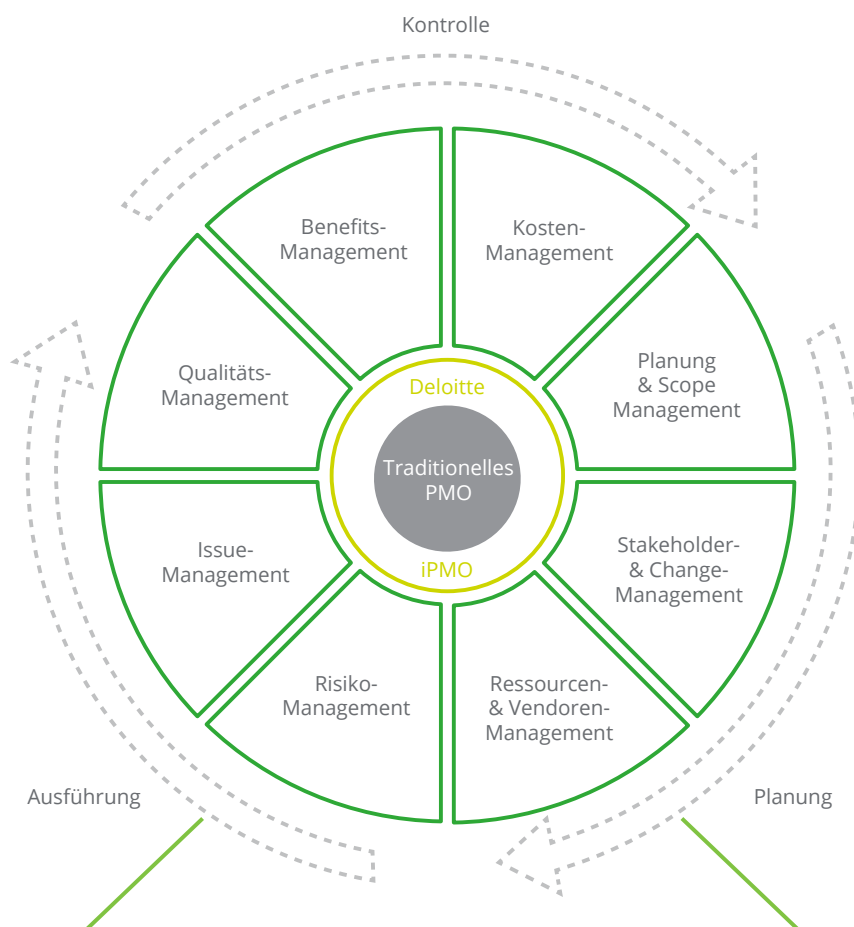 Kontrolle
Benefits-
Management
Kosten-
Management
Qualitäts-
Management
Planung
& Scope
Management
Deloitte
Traditionelles
PMO
iPMO
Issue-
Management
Stakeholder-
& Change-
Management
Risiko-
Management
Ressourcen-
& Vendoren-
Management
Ausführung
Planung